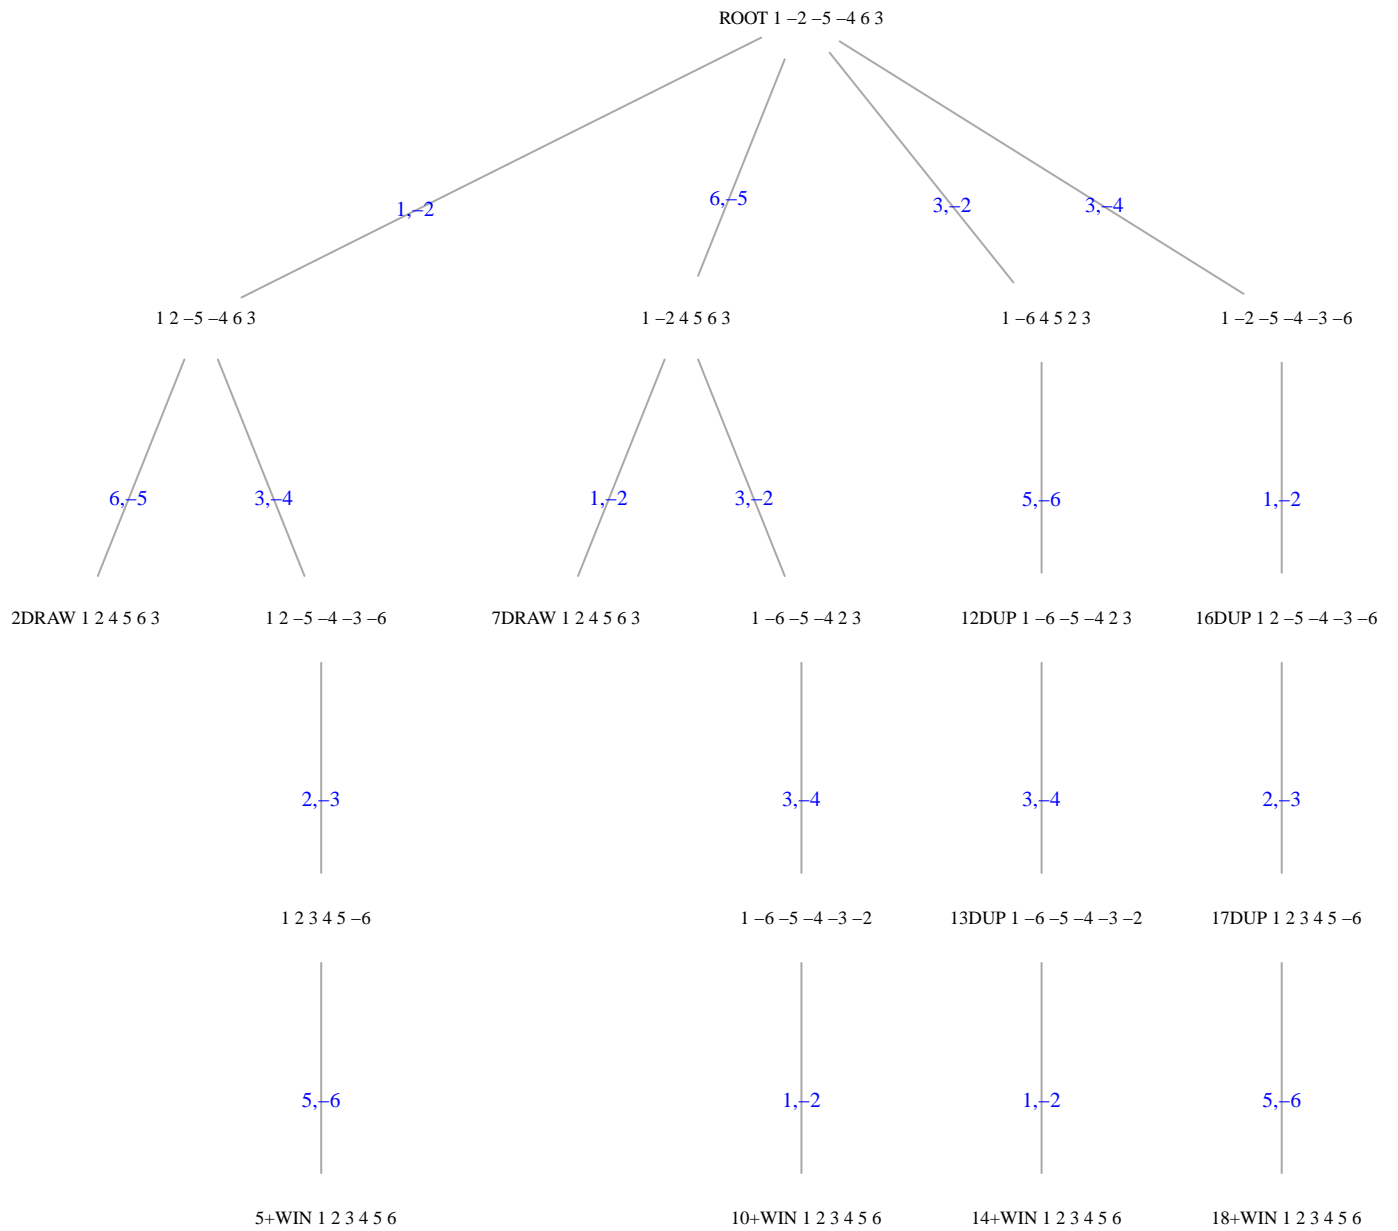 ROOT 1 –2 –5 –4 6 3
1,–2 6,–5 3,–2 3,–4
1 2 –5 –4 6 3 1 –2 4 5 6 3 1 –6 4 5 2 3 1 –2 –5 –4 –3 –6
6,–5 3,–4 1,–2 3,–2 5,–6 1,–2
2DRAW 1 2 4 5 6 3 1 2 –5 –4 –3 –6 7DRAW 1 2 4 5 6 3 1 –6 –5 –4 2 3 12DUP 1 –6 –5 –4 2 3 16DUP 1 2 –5 –4 –3 –6
2,–3 3,–4 3,–4 2,–3
1 2 3 4 5 –6 1 –6 –5 –4 –3 –2 13DUP 1 –6 –5 –4 –3 –2 17DUP 1 2 3 4 5 –6
5,–6 1,–2 1,–2 5,–6
5+WIN 1 2 3 4 5 6 10+WIN 1 2 3 4 5 6 14+WIN 1 2 3 4 5 6 18+WIN 1 2 3 4 5 6